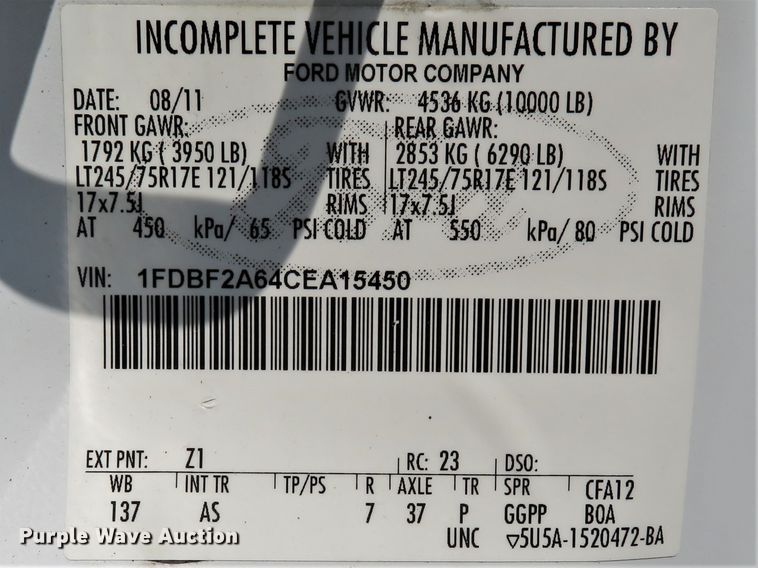 INCOMPLETE VEHICLE MANUFACTURED BY
FORD MOTOR COMPANY
DATE: 08/11 GVWR: 4536 KG (10000 LB)
FRONT GAWR: REAR GAWR:
1792 KG ( 3950 LB) WITH 2853 KG ( 6290 LB) WITH
LT245/75R17E 121/118S TIRES LT245/75R17E 121/118S TIRES
17x7.5J RIMS 17x7.5J RIMS
AT 450 kPa/ 65 PSI COLD AT 550 kPa/ 80 PSI COLD
VIN: 1FDBF2A64CEA15450
EXT PNT: Z1 RC: 23 DSO:
WB INT TR TP/PS R AXLE TR SPR CFA12
137 AS 7 37 P GGPP BOA
UNC ▽5U5A-1520472-BA
Purple Wave Auction